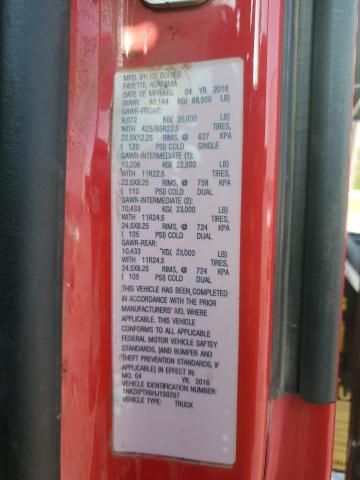 MFD. BY: OX BODIES
FAYETTE, ALABAMA
DATE OF MFR/MO. 04 YR. 2016
GVWR: 40,144 KG( 88,500 LB)
GAWR-FRONT:
9,072 KG( 20,000 LB)
WITH 425/65R22.5 TIRES,
22.5X12.25 RIMS, @ 827 KPA
( 120 PSI) COLD SINGLE
GAWR-INTERMEDIATE (1):
10,206 KG( 22,500 LB)
WITH 11R22.5 TIRES,
22.5X8.25 RIMS, @ 758 KPA
( 110 PSI) COLD DUAL
GAWR-INTERMEDIATE (2):
10,433 KG( 23,000 LB)
WITH 11R24.5 TIRES,
24.5X8.25 RIMS, @ 724 KPA
( 105 PSI) COLD DUAL
GAWR-REAR:
10,433 KG( 23,000 LB)
WITH 11R24.5 TIRES,
24.5X8.25 RIMS, @ 724 KPA
( 105 PSI) COLD DUAL
THIS VEHICLE HAS BEEN COMPLETED
IN ACCORDANCE WITH THE PRIOR
MANUFACTURERS' IVD, WHERE
APPLICABLE. THIS VEHICLE
CONFORMS TO ALL APPLICABLE
FEDERAL MOTOR VEHICLE SAFTEY
STANDARDS, [AND BUMPER AND
THEFT PREVENTION STANDARDS, IF
APPLICABLE] IN EFFECT IN:
MO. 04 YR. 2016
VEHICLE IDENTIFICATION NUMBER:
1NKZXPTX6HJ150297
VEHICLE TYPE: TRUCK